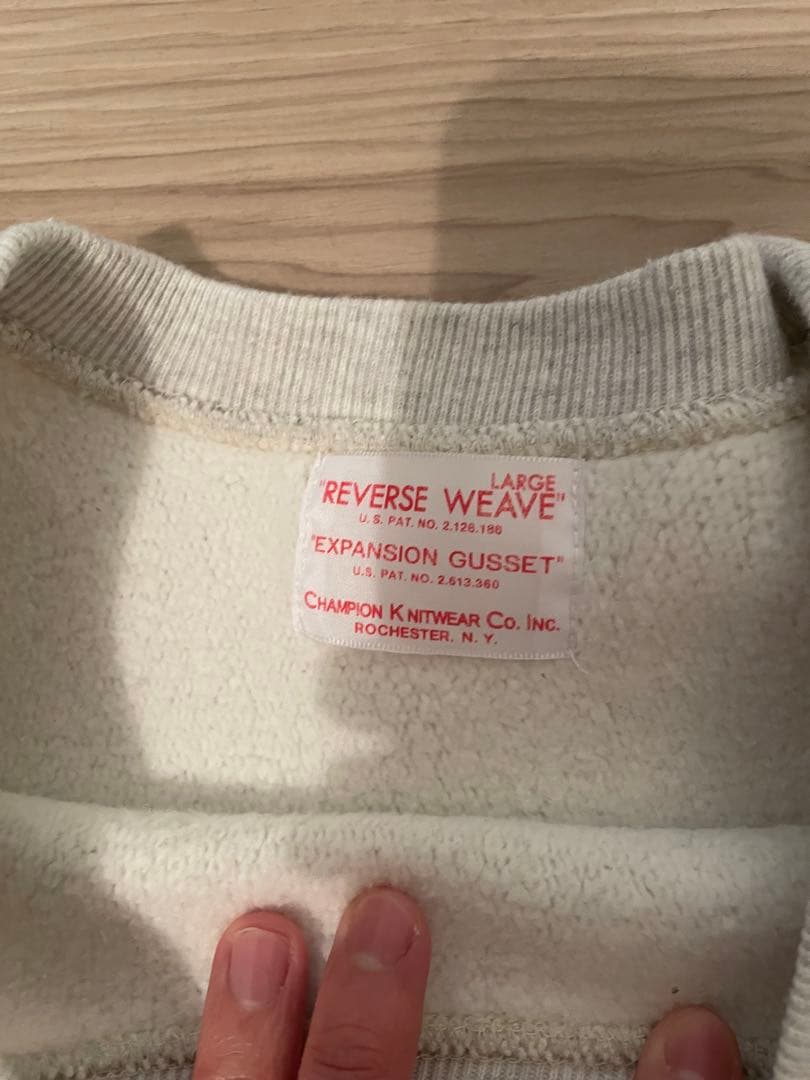 LARGE
"REVERSE WEAVE"
U.S. PAT. NO. 2.126.186
"EXPANSION GUSSET"
U.S. PAT. NO. 2.613.360
CHAMPION KNITWEAR CO. INC.
ROCHESTER, N.Y.